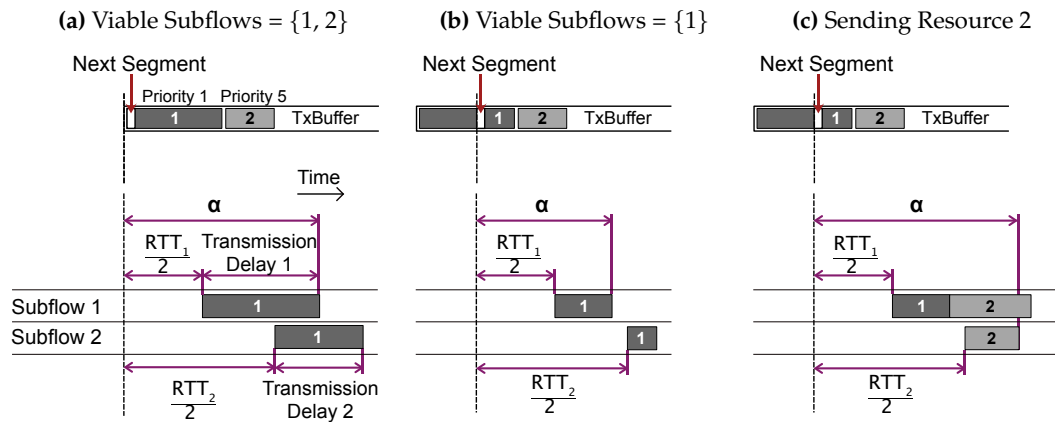 (a) Viable Subflows = {1, 2}
Next Segment
Priority 1 Priority 5
1 2 TxBuffer
Time
α
RTT1
2
Transmission
Delay 1
Subflow 1 1
Subflow 2 1
RTT2
2
Transmission
Delay 2
(b) Viable Subflows = {1}
Next Segment
1 2 TxBuffer
α
RTT1
2
1
1
RTT2
2
(c) Sending Resource 2
Next Segment
1 2 TxBuffer
α
RTT1
2
1 2
2
RTT2
2